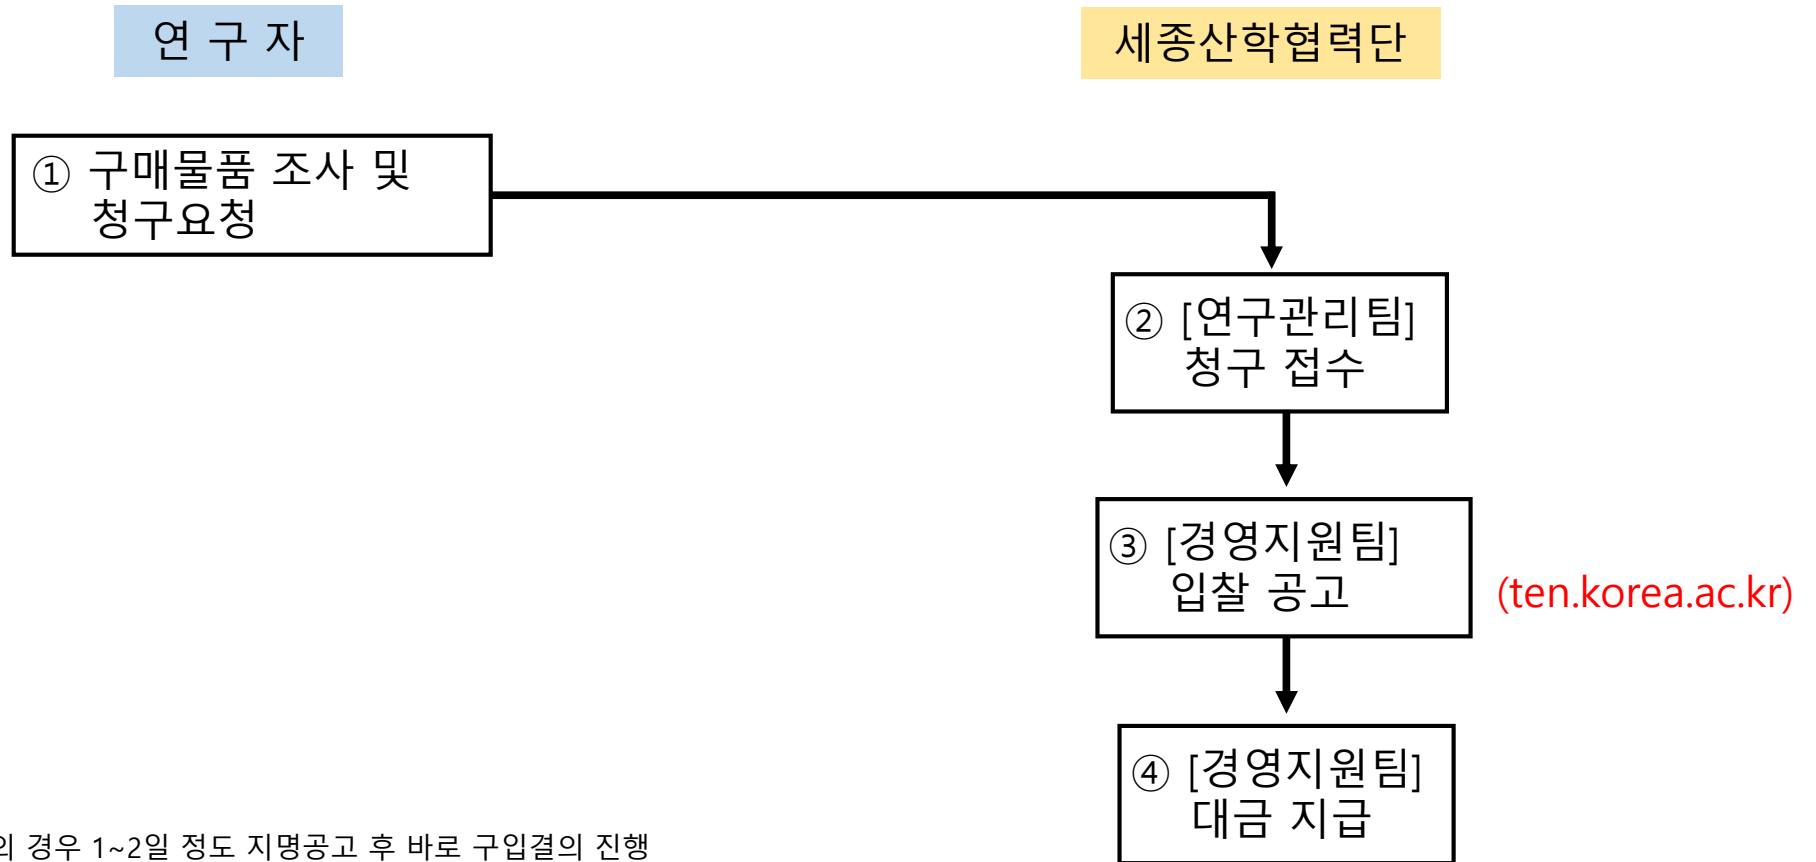 연 구 자
세종산학협력단
① 구매물품 조사 및
청구요청
② [연구관리팀]
청구 접수
③ [경영지원팀]
입찰 공고
(ten.korea.ac.kr)
④ [경영지원팀]
대금 지급
의 경우 1~2일 정도 지명공고 후 바로 구입결의 진행